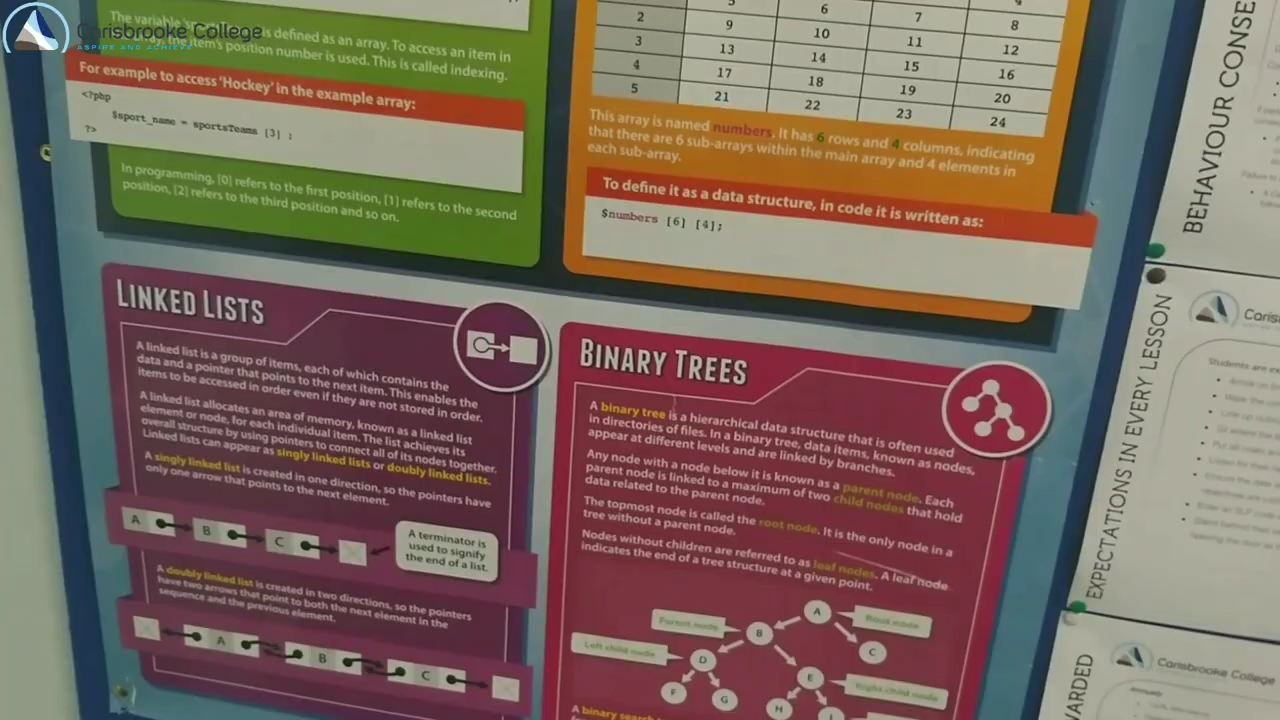 Carisbrooke College
ASPIRE AND ACHIEVE
is defined as an array. To access an item in
the item's position number is used. This is called indexing.
For example to access 'Hockey' in the example array:
<?php
$sport_name = sportsTeams [3] ;
?>
In programming, [0] refers to the first position, [1] refers to the second
position, [2] refers to the third position and so on.
5 6 7 8
2 9 10 11 12
3 13 14 15 16
4 17 18 19 20
5 21 22 23 24
This array is named numbers. It has 6 rows and 4 columns, indicating
that there are 6 sub-arrays within the main array and 4 elements in
each sub-array.
To define it as a data structure, in code it is written as:
$numbers [6] [4];
LINKED LISTS
A linked list is a group of items, each of which contains the
data and a pointer that points to the next item. This enables the
items to be accessed in order even if they are not stored in order.
A linked list allocates an area of memory, known as a linked list
element or node, for each individual item. The list achieves its
overall structure by using pointers to connect all of its nodes together.
Linked lists can appear as singly linked lists or doubly linked lists.
A singly linked list is created in one direction, so the pointers have
only one arrow that points to the next element.
A B C
A terminator is
used to signify
the end of a list.
A doubly linked list is created in two directions, so the pointers
have two arrows that point to both the next element in the
sequence and the previous element.
A B C
BINARY TREES
A binary tree is a hierarchical data structure that is often used
in directories of files. In a binary tree, data items, known as nodes,
appear at different levels and are linked by branches.
Any node with a node below it is known as a parent node. Each
parent node is linked to a maximum of two child nodes that hold
data related to the parent node.
The topmost node is called the root node. It is the only node in a
tree without a parent node.
Nodes without children are referred to as leaf nodes. A leaf node
indicates the end of a tree structure at a given point.
A
Root node
Parent node
B
C
Left child node
D
E
Right child node
F
G
H
A binary search
BEHAVIOUR CONSE
EXPECTATIONS IN EVERY LESSON
Caris
Students are ex
WARDED
Carisbrooke College